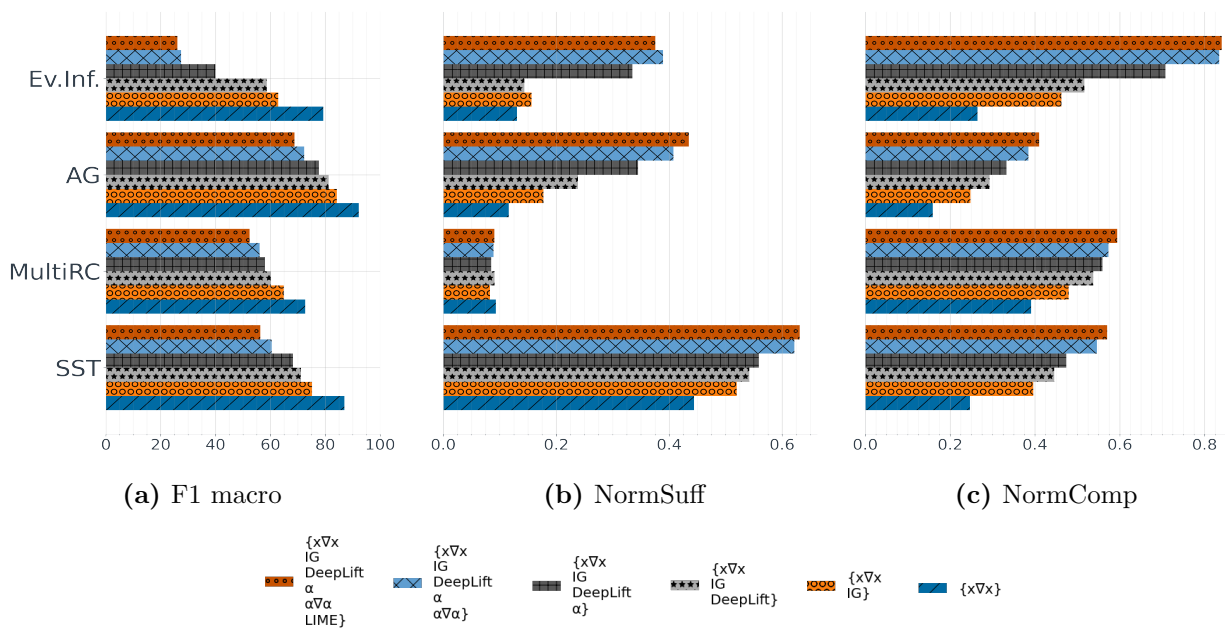 Ev.Inf.
AG
MultiRC
SST
0 20 40 60 80 100
0.0 0.2 0.4 0.6
0.0 0.2 0.4 0.6 0.8
(a) F1 macro
(b) NormSuff
(c) NormComp
{x∇x
IG
DeepLift
α
α∇α
LIME}
{x∇x
IG
DeepLift
α
α∇α}
{x∇x
IG
DeepLift
α}
{x∇x
IG
DeepLift}
{x∇x
IG}
{x∇x}